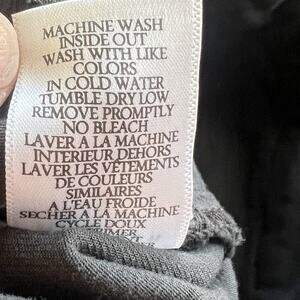 MACHINE WASH
INSIDE OUT
WASH WITH LIKE
COLORS
IN COLD WATER
TUMBLE DRY LOW
REMOVE PROMPTLY
NO BLEACH
LAVER A LA MACHINE
INTERIEUR DEHORS
LAVER LES VÊTEMENTS
DE COULEURS
SIMILAIRES
A L'EAU FROIDE
SECHER A LA MACHINE
CYCLE DOUX